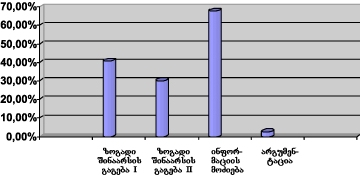 70,00%
60,00%
50,00%
40,00%
30,00%
20,00%
10,00%
0,00%
ზოგადი
შინაარსის
გაგება I
ზოგადი
შინაარსის
გაგება II
ინფორ-
მაციის
მოძიება
არგუმენ-
ტაცია